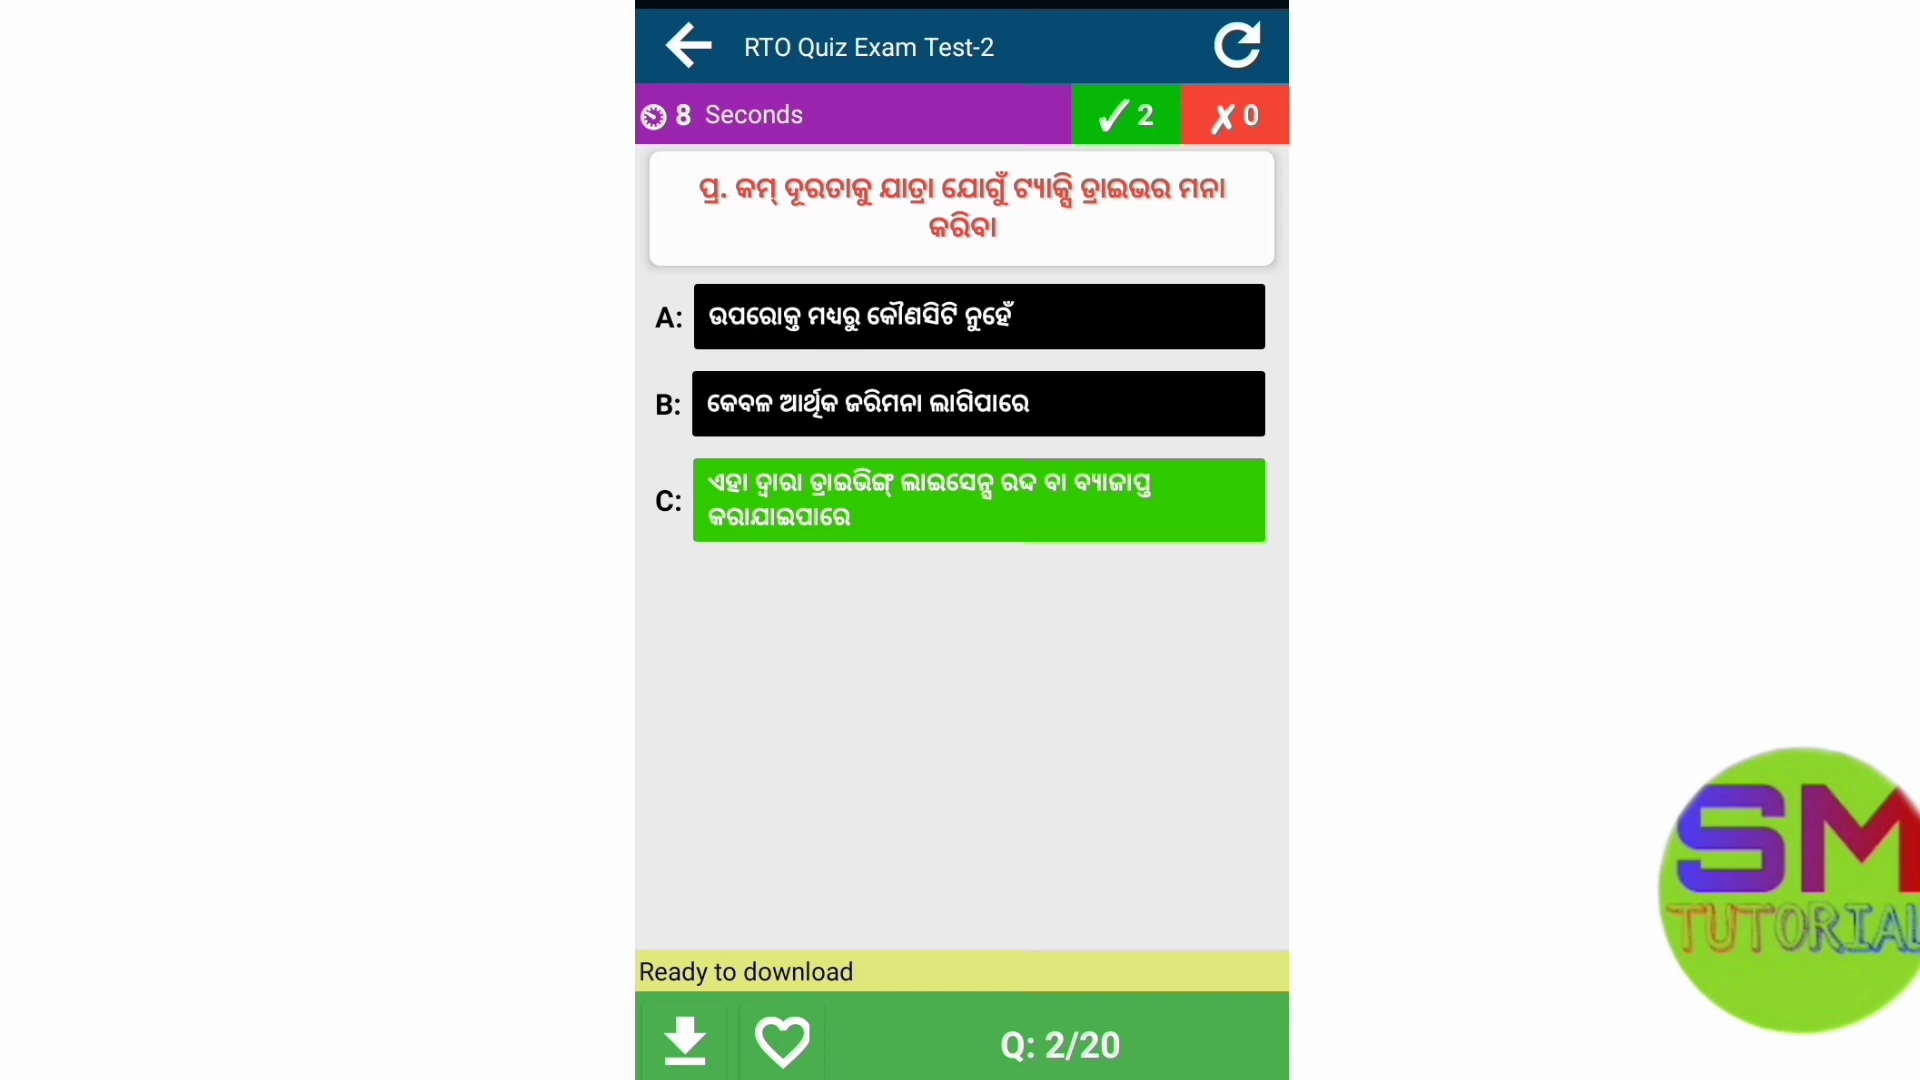 RTO Quiz Exam Test-2
8 Seconds
2
0
ପ୍ର. କମ୍ ଦୂରତାକୁ ଯାତ୍ରା ଯୋଗୁଁ ଟ୍ୟାକ୍ସି ଡ୍ରାଇଭର ମନା
କରିବା
A: ଉପରୋକ୍ତ ମଧ୍ୟରୁ କୌଣସିଟି ନୁହେଁ
B: କେବଳ ଆର୍ଥିକ ଜରିମନା ଲାଗିପାରେ
C: ଏହା ଦ୍ୱାରା ଡ୍ରାଇଭିଙ୍ଗ୍ ଲାଇସେନ୍ସ ରଦ୍ଦ ବା ବ୍ୟାଜାପ୍ତ
କରାଯାଇପାରେ
Ready to download
Q: 2/20
SM
TUTORIAL